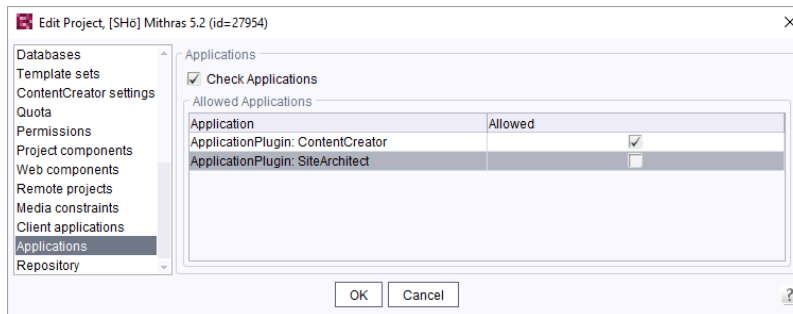 Edit Project, [SHö] Mithras 5.2 (id=27954)
Databases
Template sets
ContentCreator settings
Quota
Permissions
Project components
Web components
Remote projects
Media constraints
Client applications
Applications
Repository
Applications
Check Applications
Allowed Applications
Application Allowed
ApplicationPlugin: ContentCreator
ApplicationPlugin: SiteArchitect
OK Cancel
?